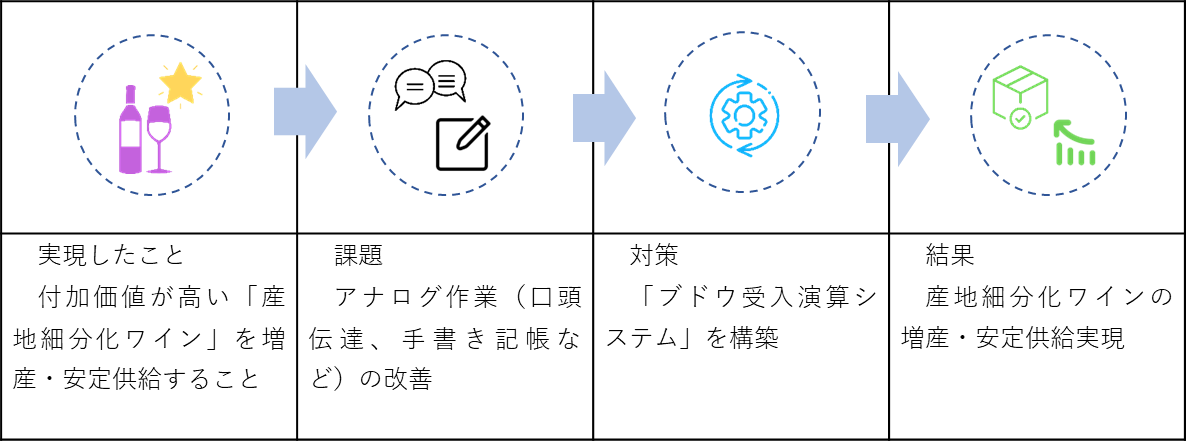 実現したこと
付加価値が高い「産
地細分化ワイン」を増
産・安定供給すること
課題
アナログ作業（口頭
伝達、手書き記帳な
ど）の改善
対策
「ブドウ受入演算シ
ステム」を構築
結果
産地細分化ワインの
増産・安定供給実現